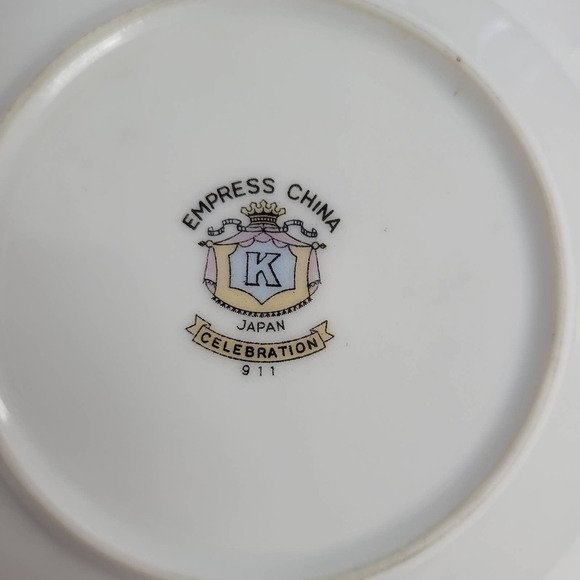 EMPRESS CHINA
K
JAPAN
CELEBRATION
911